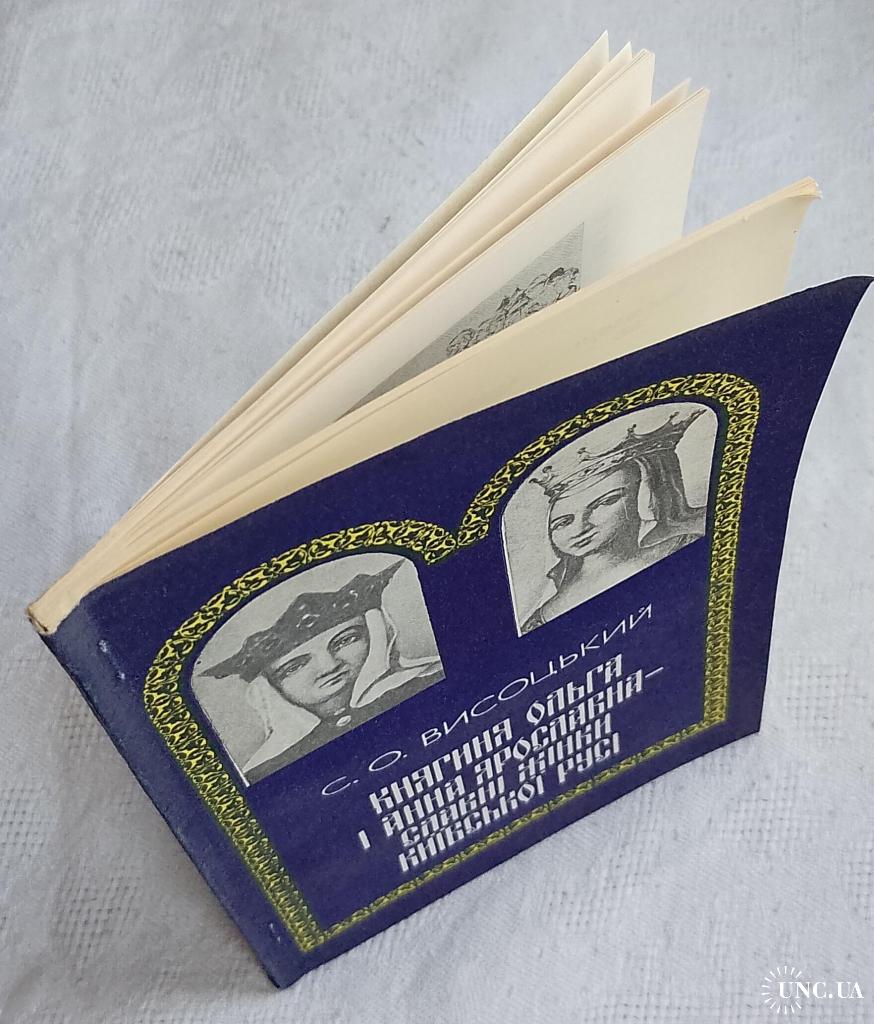 С. О. ВИСОЦЬКИЙ
КНЯГИНЯ ОЛЬГА
І АННА ЯРОСЛАВНА—
СЛАВНІ ЖІНКИ
КИЇВСЬКОЇ РУСІ
UNC.UA